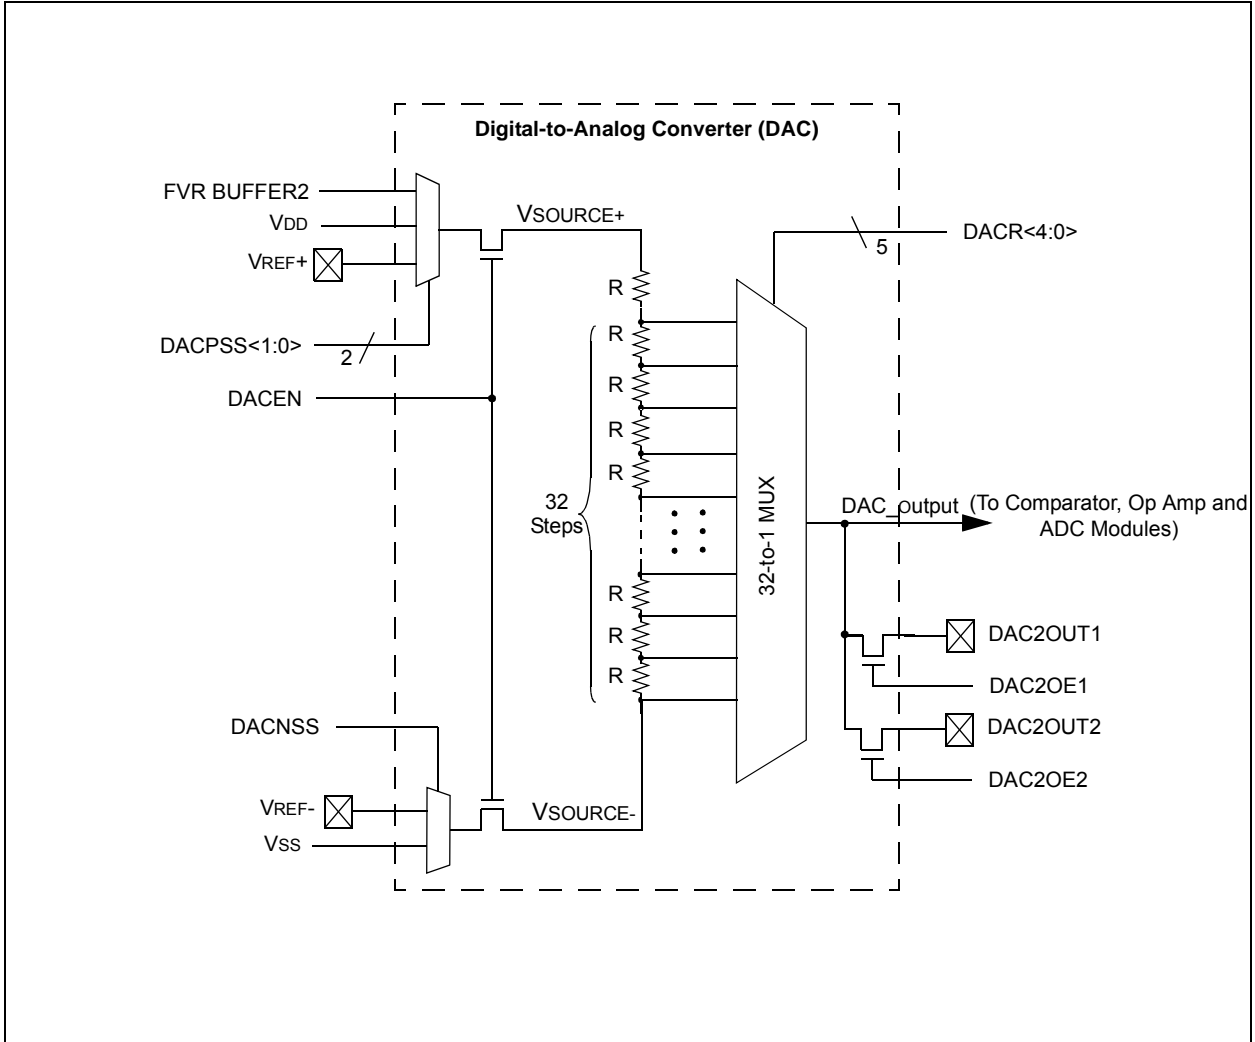 Digital-to-Analog Converter (DAC)
FVR BUFFER2
VDD
VREF+
VSOURCE+
DACR<4:0>
5
DACPSS<1:0>
2
DACEN
R
R
R
R
R
32
Steps
R
R
R
32-to-1 MUX
DAC_output (To Comparator, Op Amp and
ADC Modules)
DAC2OUT1
DAC2OE1
DAC2OUT2
DAC2OE2
DACNSS
VREF-
VSS
VSOURCE-